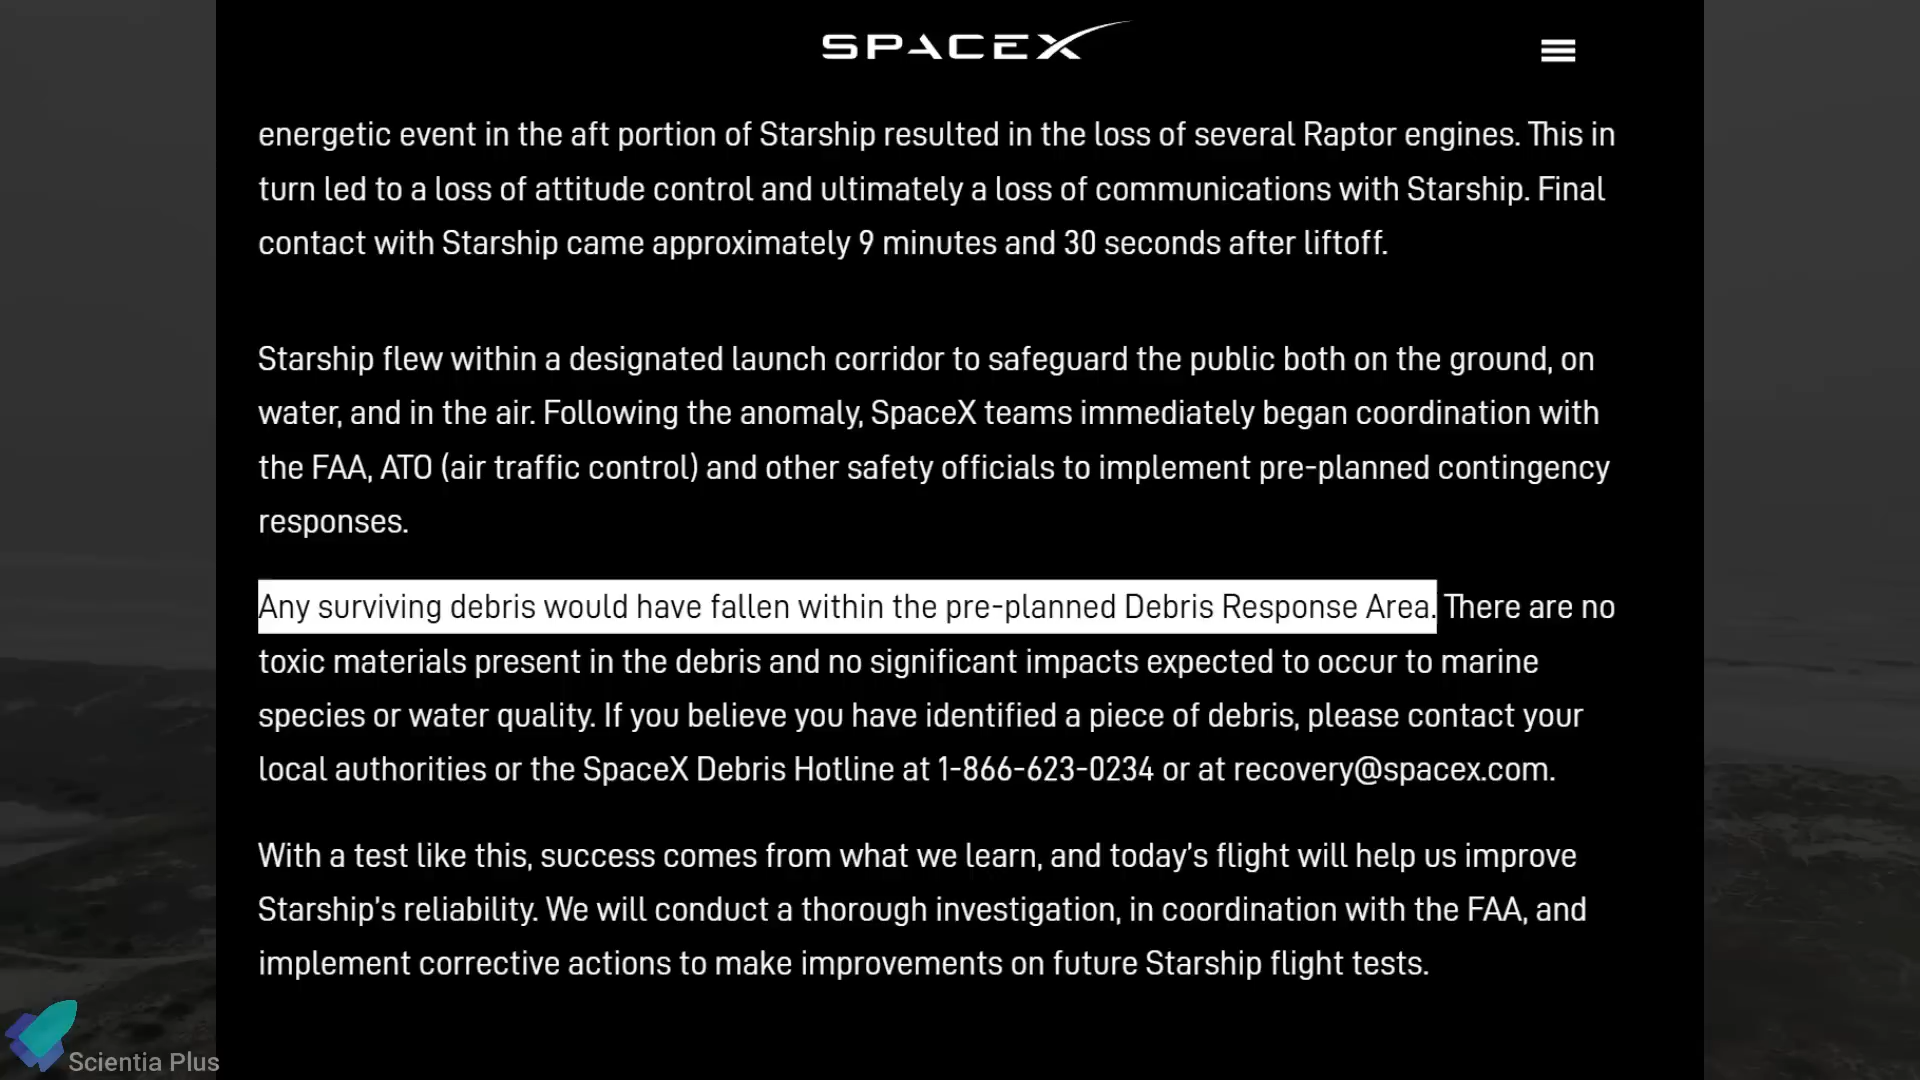 SPACEX
energetic event in the aft portion of Starship resulted in the loss of several Raptor engines. This in
turn led to a loss of attitude control and ultimately a loss of communications with Starship. Final
contact with Starship came approximately 9 minutes and 30 seconds after liftoff.
Starship flew within a designated launch corridor to safeguard the public both on the ground, on
water, and in the air. Following the anomaly, SpaceX teams immediately began coordination with
the FAA, ATO (air traffic control) and other safety officials to implement pre-planned contingency
responses.
Any surviving debris would have fallen within the pre-planned Debris Response Area. There are no
toxic materials present in the debris and no significant impacts expected to occur to marine
species or water quality. If you believe you have identified a piece of debris, please contact your
local authorities or the SpaceX Debris Hotline at 1-866-623-0234 or at recovery@spacex.com.
With a test like this, success comes from what we learn, and today's flight will help us improve
Starship's reliability. We will conduct a thorough investigation, in coordination with the FAA, and
implement corrective actions to make improvements on future Starship flight tests.
Scientia Plus